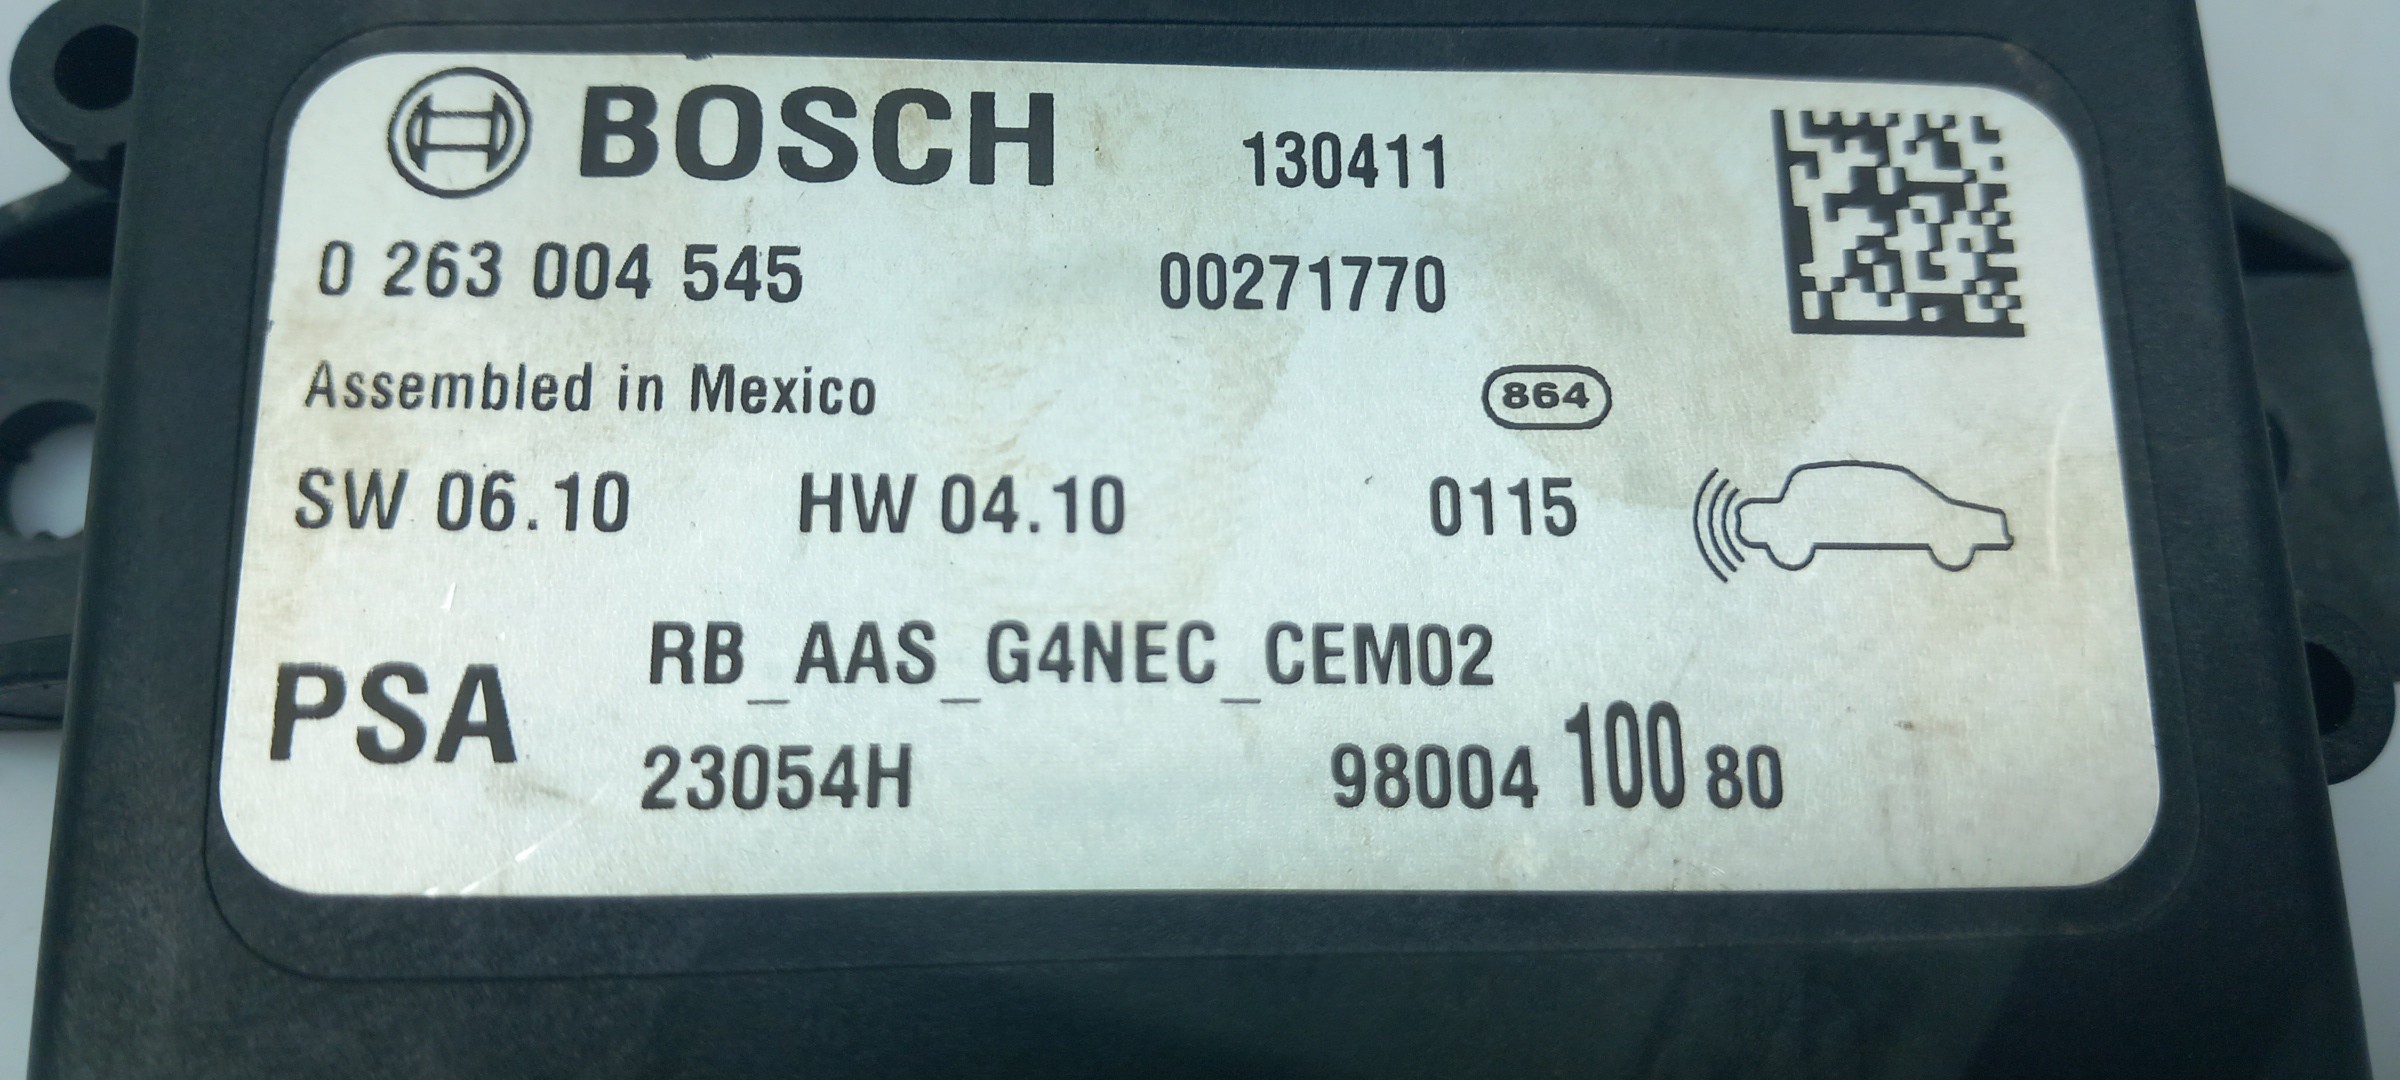 BOSCH 130411
0 263 004 545 00271770
Assembled in Mexico 864
SW 06.10 HW 04.10 0115
RB_AAS_G4NEC_CEM02
PSA
23054H 98004 100 80